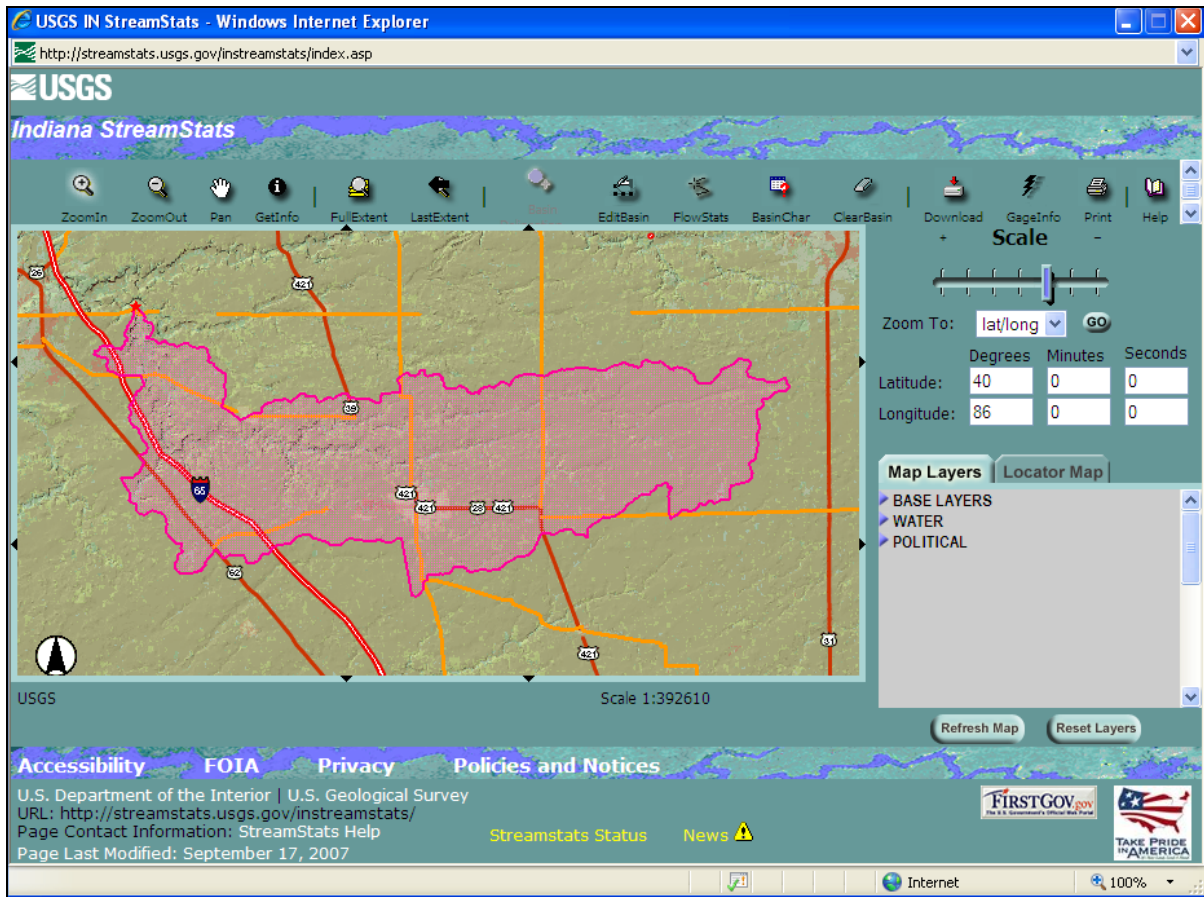 USGS IN StreamStats - Windows Internet Explorer
http://streamstats.usgs.gov/instreamstats/index.asp
USGS
Indiana StreamStats
ZoomIn ZoomOut Pan GetInfo FullExtent LastExtent Basin EditBasin FlowStats BasinChar ClearBasin Download GageInfo Print Help
+ Scale -
26
421
Zoom To: lat/long GO
Degrees Minutes Seconds
Latitude: 40 0 0
Longitude: 86 0 0
39
Map Layers Locator Map
BASE LAYERS
WATER
POLITICAL
65
421
421 28 421
62
31
421
USGS Scale 1:392610
Refresh Map Reset Layers
Accessibility FOIA Privacy Policies and Notices
U.S. Department of the Interior | U.S. Geological Survey
URL: http://streamstats.usgs.gov/instreamstats/
Page Contact Information: StreamStats Help
Page Last Modified: September 17, 2007
Streamstats Status News
FIRSTGOV.gov
TAKE PRIDE
IN AMERICA
Internet 100%